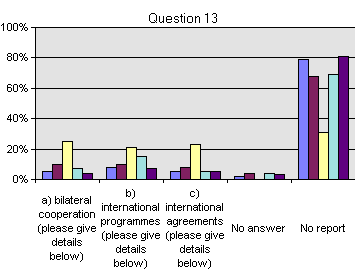 Question 13
100%
80%
60%
40%
20%
0%
a) bilateral
cooperation
(please give
details
below)
b)
international
programmes
(please give
details
below)
c)
international
agreements
(please give
details
below)
No answer
No report